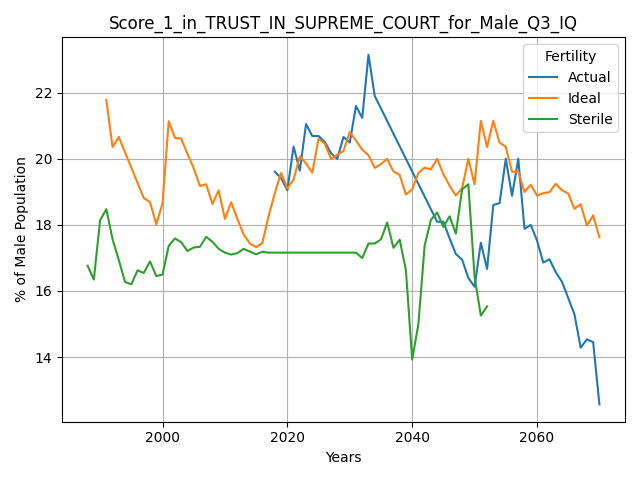 Score_1_in_TRUST_IN_SUPREME_COURT_for_Male_Q3_IQ
Fertility
Actual
Ideal
Sterile
% of Male Population
22
20
18
16
14
2000 2020 2040 2060
Years